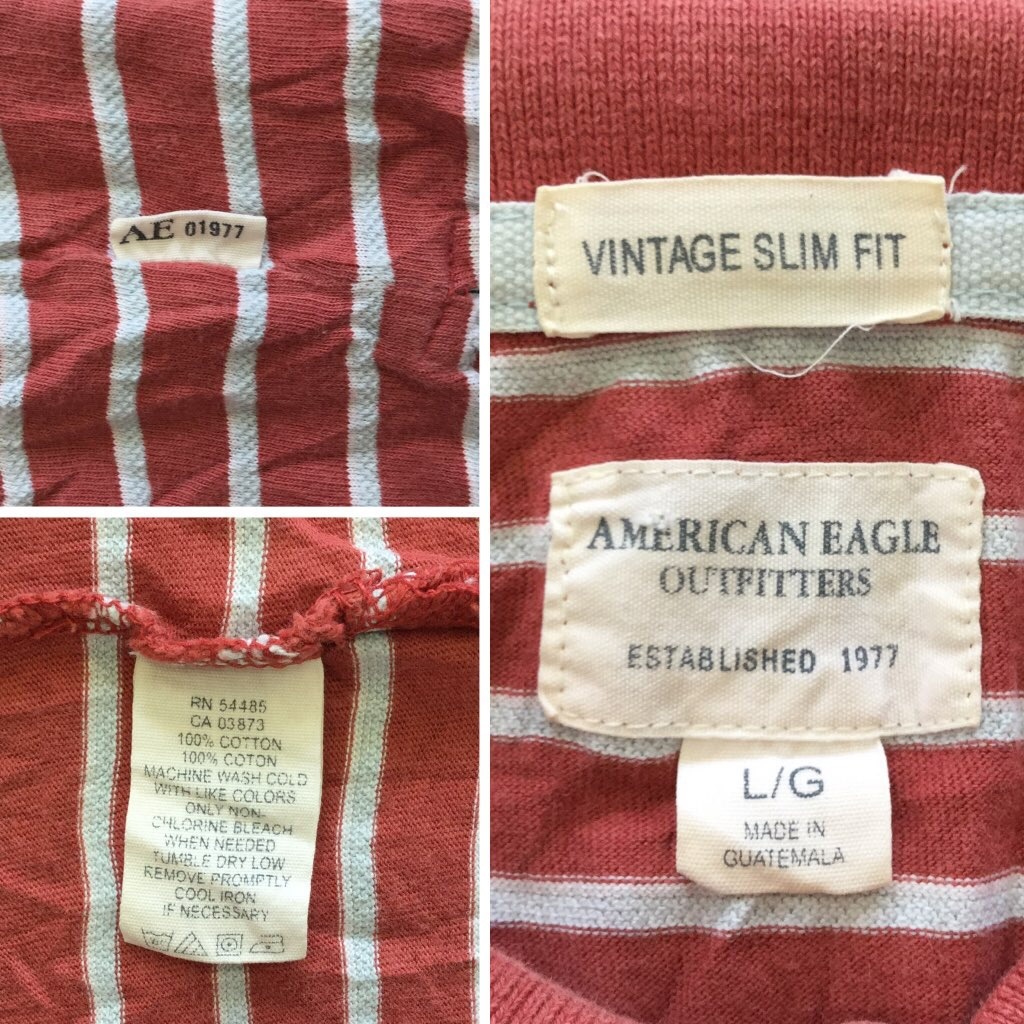 AE 01977
RN 54485
CA 03873
100% COTTON
100% COTON
MACHINE WASH COLD
WITH LIKE COLORS
ONLY NON-
CHLORINE BLEACH
WHEN NEEDED
TUMBLE DRY LOW
REMOVE PROMPTLY
COOL IRON
IF NECESSARY
VINTAGE SLIM FIT
AMERICAN EAGLE
OUTFITTERS
ESTABLISHED 1977
L/G
MADE IN
GUATEMALA